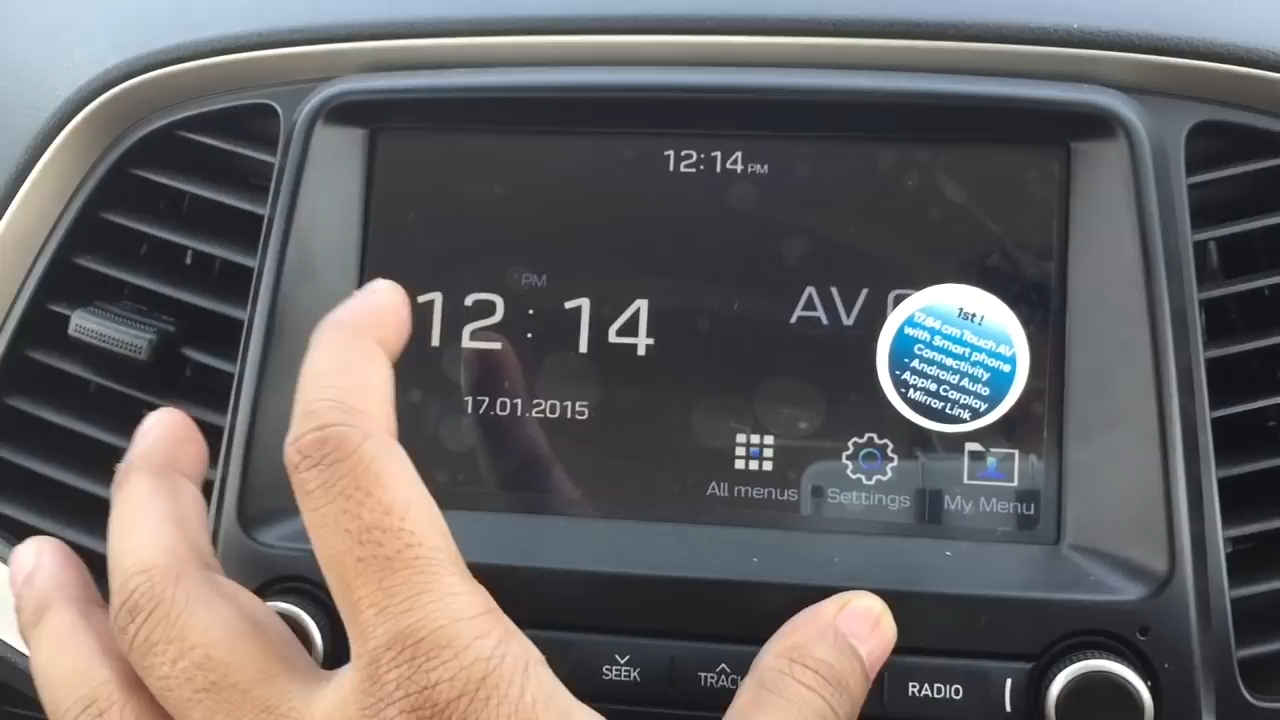 12:14 PM
PM
12:14
17.01.2015
AV
1st!
17.64 cm Touch AV
with Smart phone
Connectivity
- Android Auto
- Apple Carplay
- Mirror Link
All menus
Settings
My Menu
SEEK
TRACK
RADIO